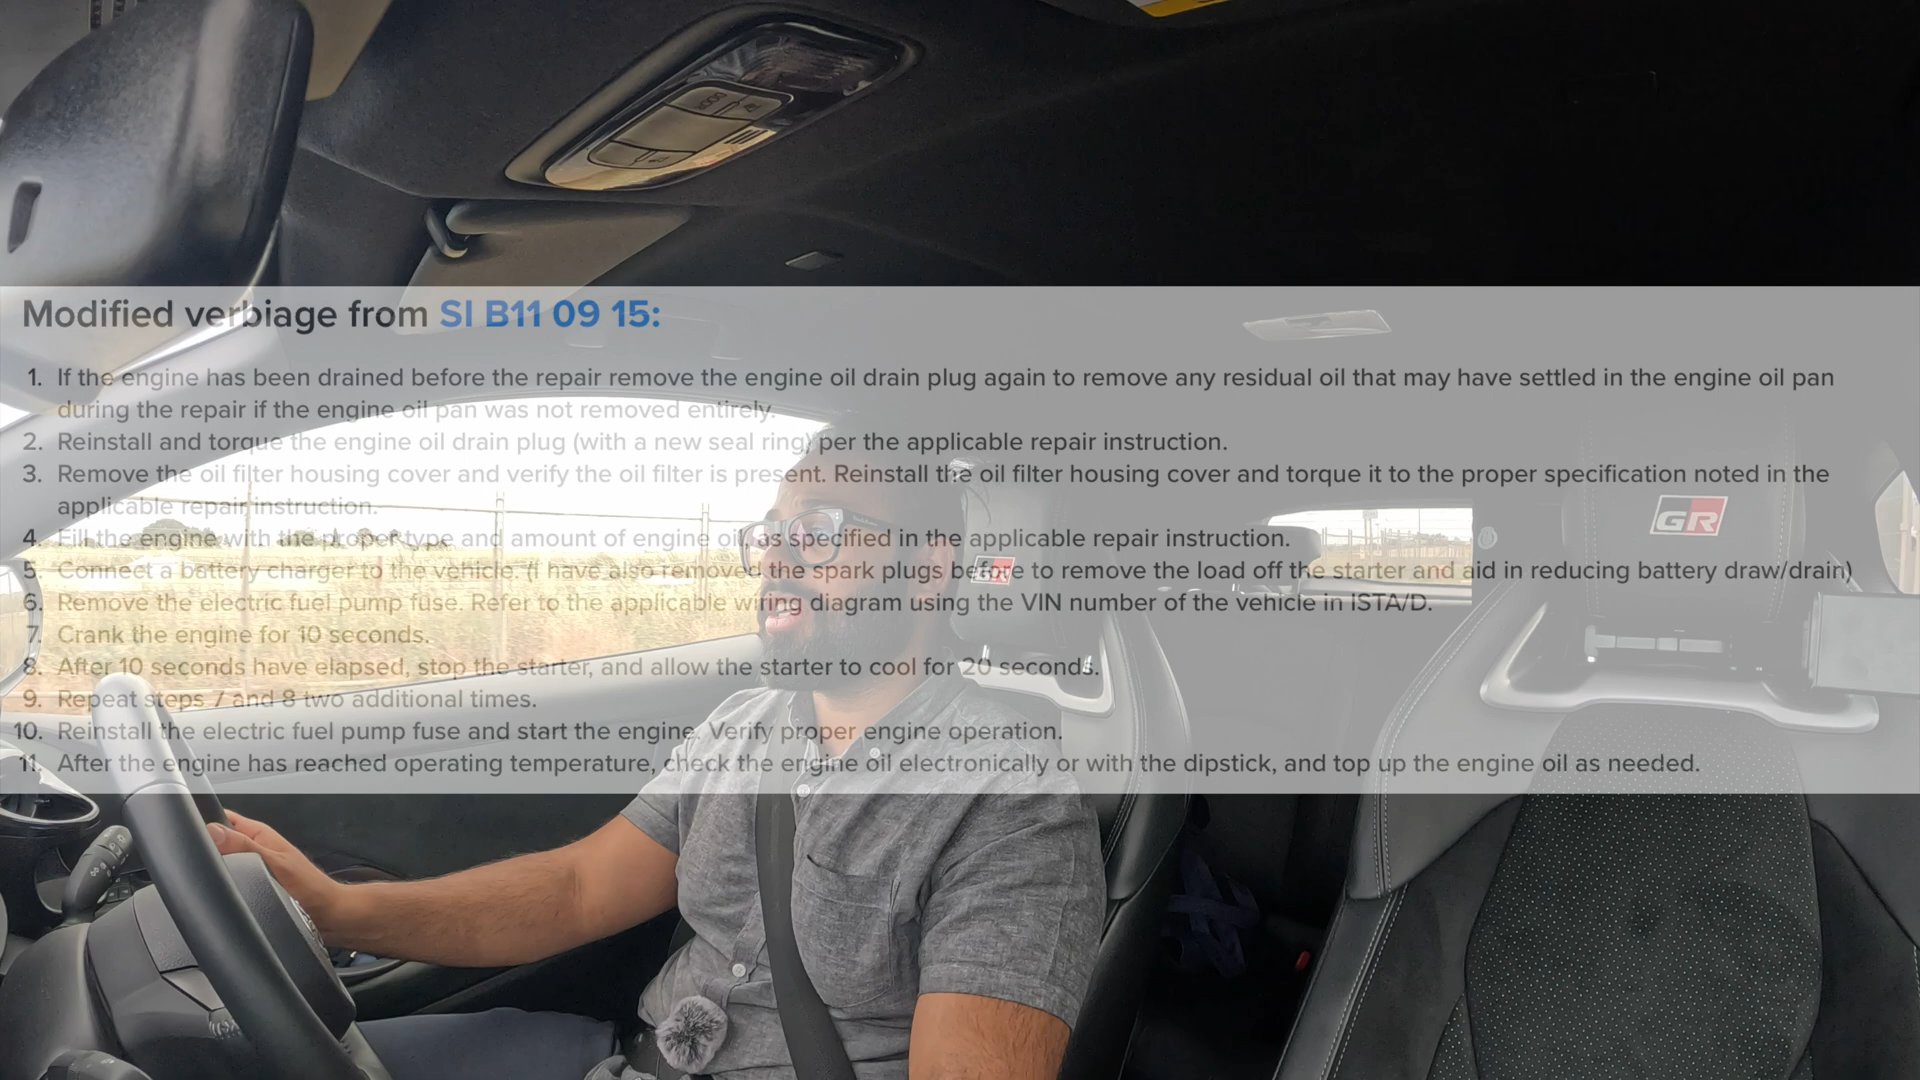 Modified verbiage from SI B11 09 15:
1. If the engine has been drained before the repair remove the engine oil drain plug again to remove any residual oil that may have settled in the engine oil pan
during the repair if the engine oil pan was not removed entirely.
2. Reinstall and torque the engine oil drain plug (with a new seal ring) per the applicable repair instruction.
3. Remove the oil filter housing cover and verify the oil filter is present. Reinstall the oil filter housing cover and torque it to the proper specification noted in the
applicable repair instruction.
4. Fill the engine with the proper type and amount of engine oil, as specified in the applicable repair instruction.
5. Connect a battery charger to the vehicle. (I have also removed the spark plugs before to remove the load off the starter and aid in reducing battery draw/drain)
6. Remove the electric fuel pump fuse. Refer to the applicable wiring diagram using the VIN number of the vehicle in ISTA/D.
7. Crank the engine for 10 seconds.
8. After 10 seconds have elapsed, stop the starter, and allow the starter to cool for 20 seconds.
9. Repeat steps 7 and 8 two additional times.
10. Reinstall the electric fuel pump fuse and start the engine. Verify proper engine operation.
11. After the engine has reached operating temperature, check the engine oil electronically or with the dipstick, and top up the engine oil as needed.
GR
GR
DOOR